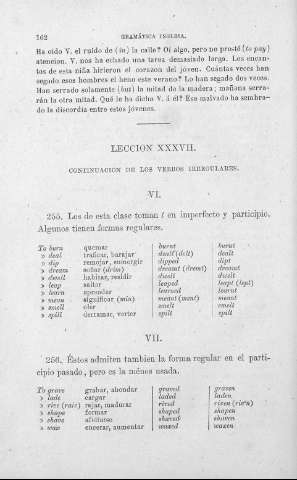 162 GRAMÁTICA INGLESA.
Ha oido V. el ruido de (in) la calle? Oí algo, pero no presté (to pay)
atencion. V. nos ha echado una tarea demasiado larga. Los encan-
tos de esta niña hirieron el corazon del jóven. Cuántas veces han
segado esos hombres el heno este verano? Lo han segado dos veces.
Han serrado solamente (but) la mitad de la madera; mañana serra-
rán la otra mitad. Qué le ha dicho V. á él? Ese malvado ha sembra-
do la discordia entre estos jóvenes.
LECCION XXXVII.
CONTINUACION DE LOS VERBOS IRREGULARES.
VI.
255. Los de esta clase toman t en imperfecto y participio.
Algunos tienen formas regulares.
To burn quemar burnt burnt
» deal traficar, barajar dealt (delt) dealt
» dip remojar, sumergir dipped dipt
» dream soñar (drim) dreamt (dremt) dreamt
» dwell habitar, residir dwelt dwelt
» leap saltar leaped leapt (lept)
» learn aprender learned learnt
» mean significar (min) meant (ment) meant
» smell oler smelt smelt
» spill derramar, verter spilt spilt
VII.
256. Éstos admiten tambien la forma regular en el parti-
cipio pasado, pero es la ménos usada.
To grave grabar, ahondar graved graven
» lade cargar laded laden
» rive (raiv) rajar, madurar rived riven
» shape formar shaped shapen
» shave afeitarse shaved shaven
» wax encerar, aumentar waxed waxen